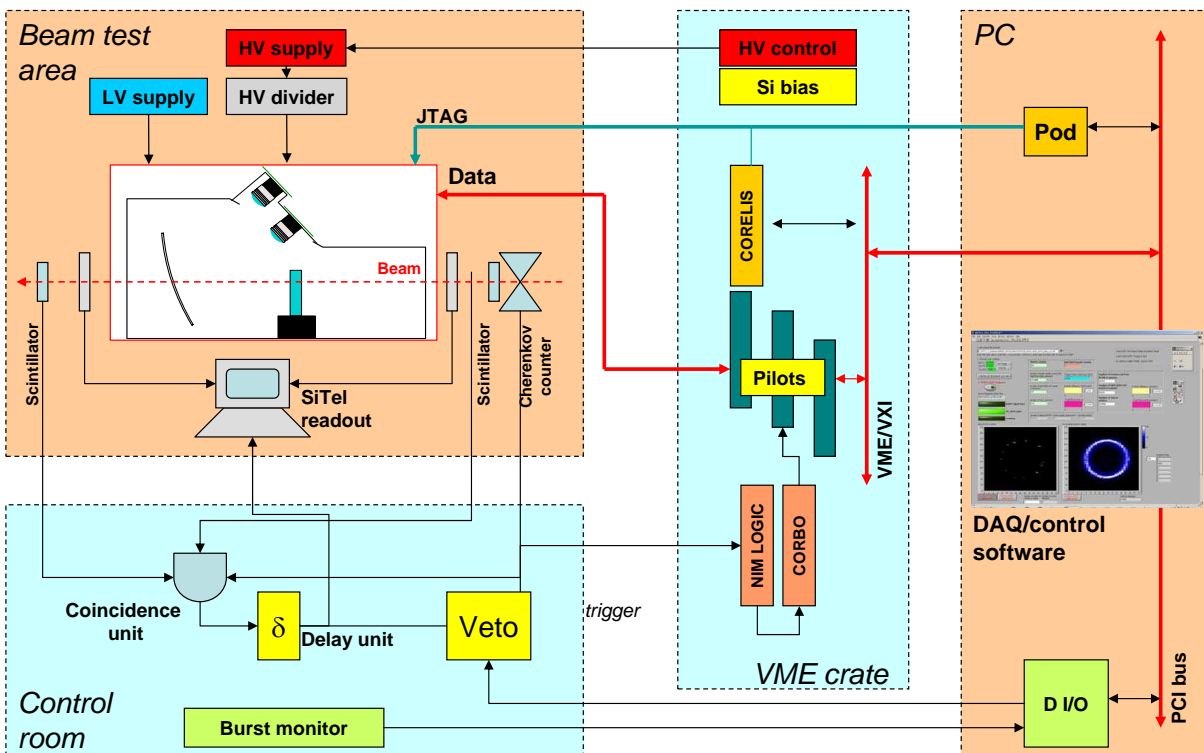 Beam test
area
HV supply
LV supply
HV divider
JTAG
Data
Beam
Scintillator
Scintillator
Cherenkov
counter
SiTel
readout
HV control
Si bias
CORELIS
Pilots
VME/VXI
NIM LOGIC
CORBO
VME crate
PC
Pod
DAQ/control
software
D I/O
PCI bus
Coincidence
unit
δ
Delay unit
Veto
trigger
Control
room
Burst monitor